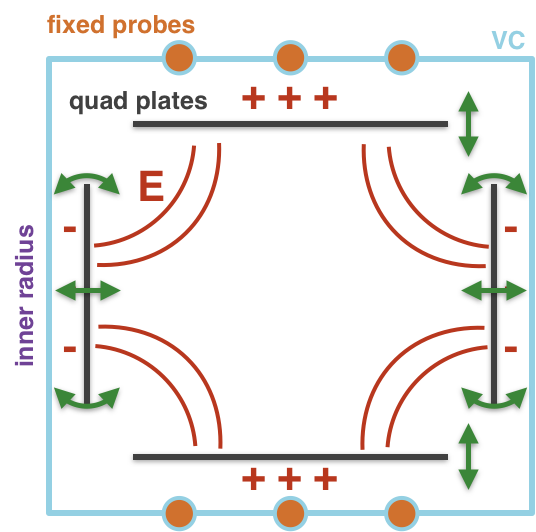 fixed probes
VC
+ + +
quad plates
E
- -
inner radius
- -
+ + +